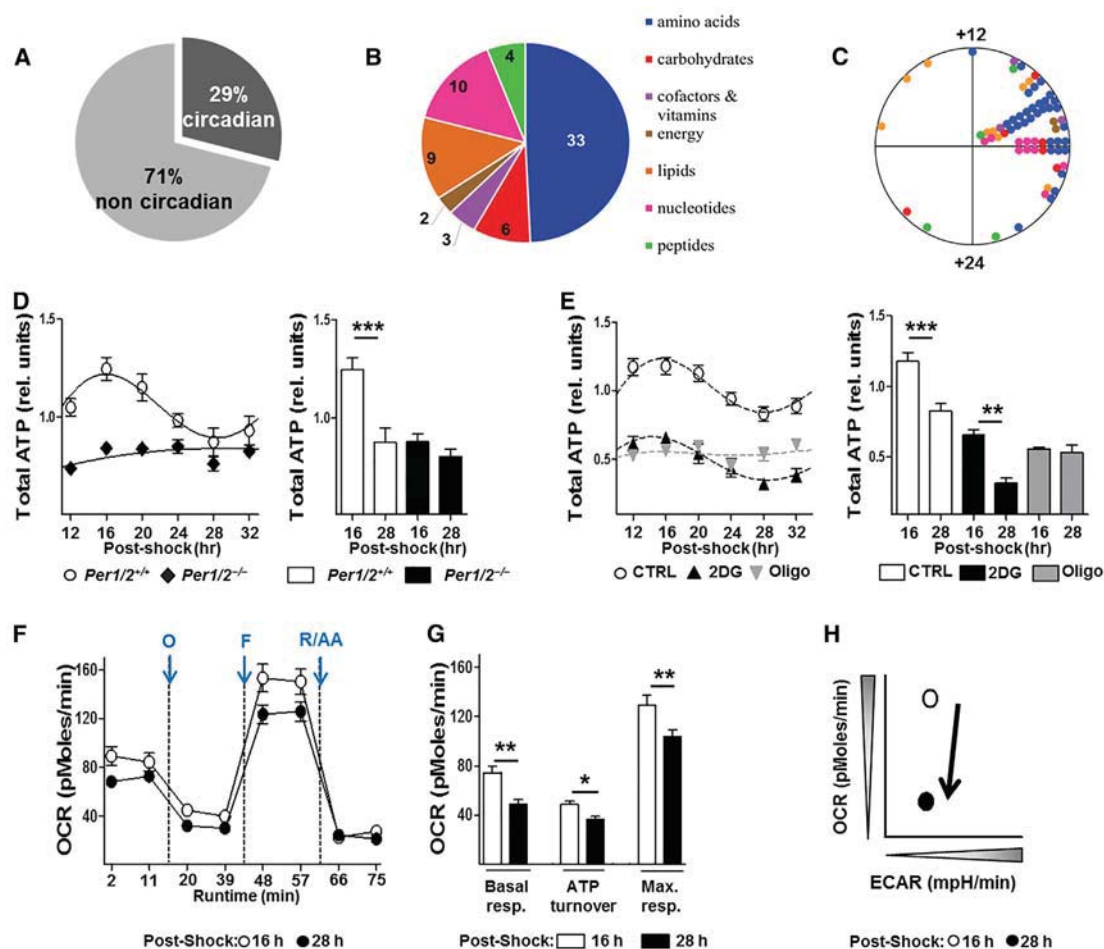 A
29%
circadian
71%
non circadian
B
4
10
33
9
2
3
6
amino acids
carbohydrates
cofactors &
vitamins
energy
lipids
nucleotides
peptides
C
+12
+24
D
Total ATP (rel. units)
1.5
1.0
12 16 20 24 28 32
Post-shock (hr)
Per1/2+/+ Per1/2-/-
Total ATP (rel. units)
1.5
1.0
***
16 28 16 28
Post-shock (hr)
Per1/2+/+ Per1/2-/-
E
Total ATP (rel. units)
1.5
1.0
0.5
12 16 20 24 28 32
Post-shock (hr)
CTRL 2DG Oligo
Total ATP (rel. units)
1.5
1.0
0.5
***
**
16 28 16 28 16 28
Post-shock (hr)
CTRL 2DG Oligo
F
O F R/AA
OCR (pMoles/min)
160
120
80
40
2 11 20 39 48 57 66 75
Runtime (min)
Post-Shock: 16 h 28 h
G
OCR (pMoles/min)
160
120
80
40
**
*
**
Basal
resp.
ATP
turnover
Max.
resp.
Post-Shock: 16 h 28 h
H
OCR (pMoles/min)
ECAR (mpH/min)
Post-Shock: 16 h 28 h